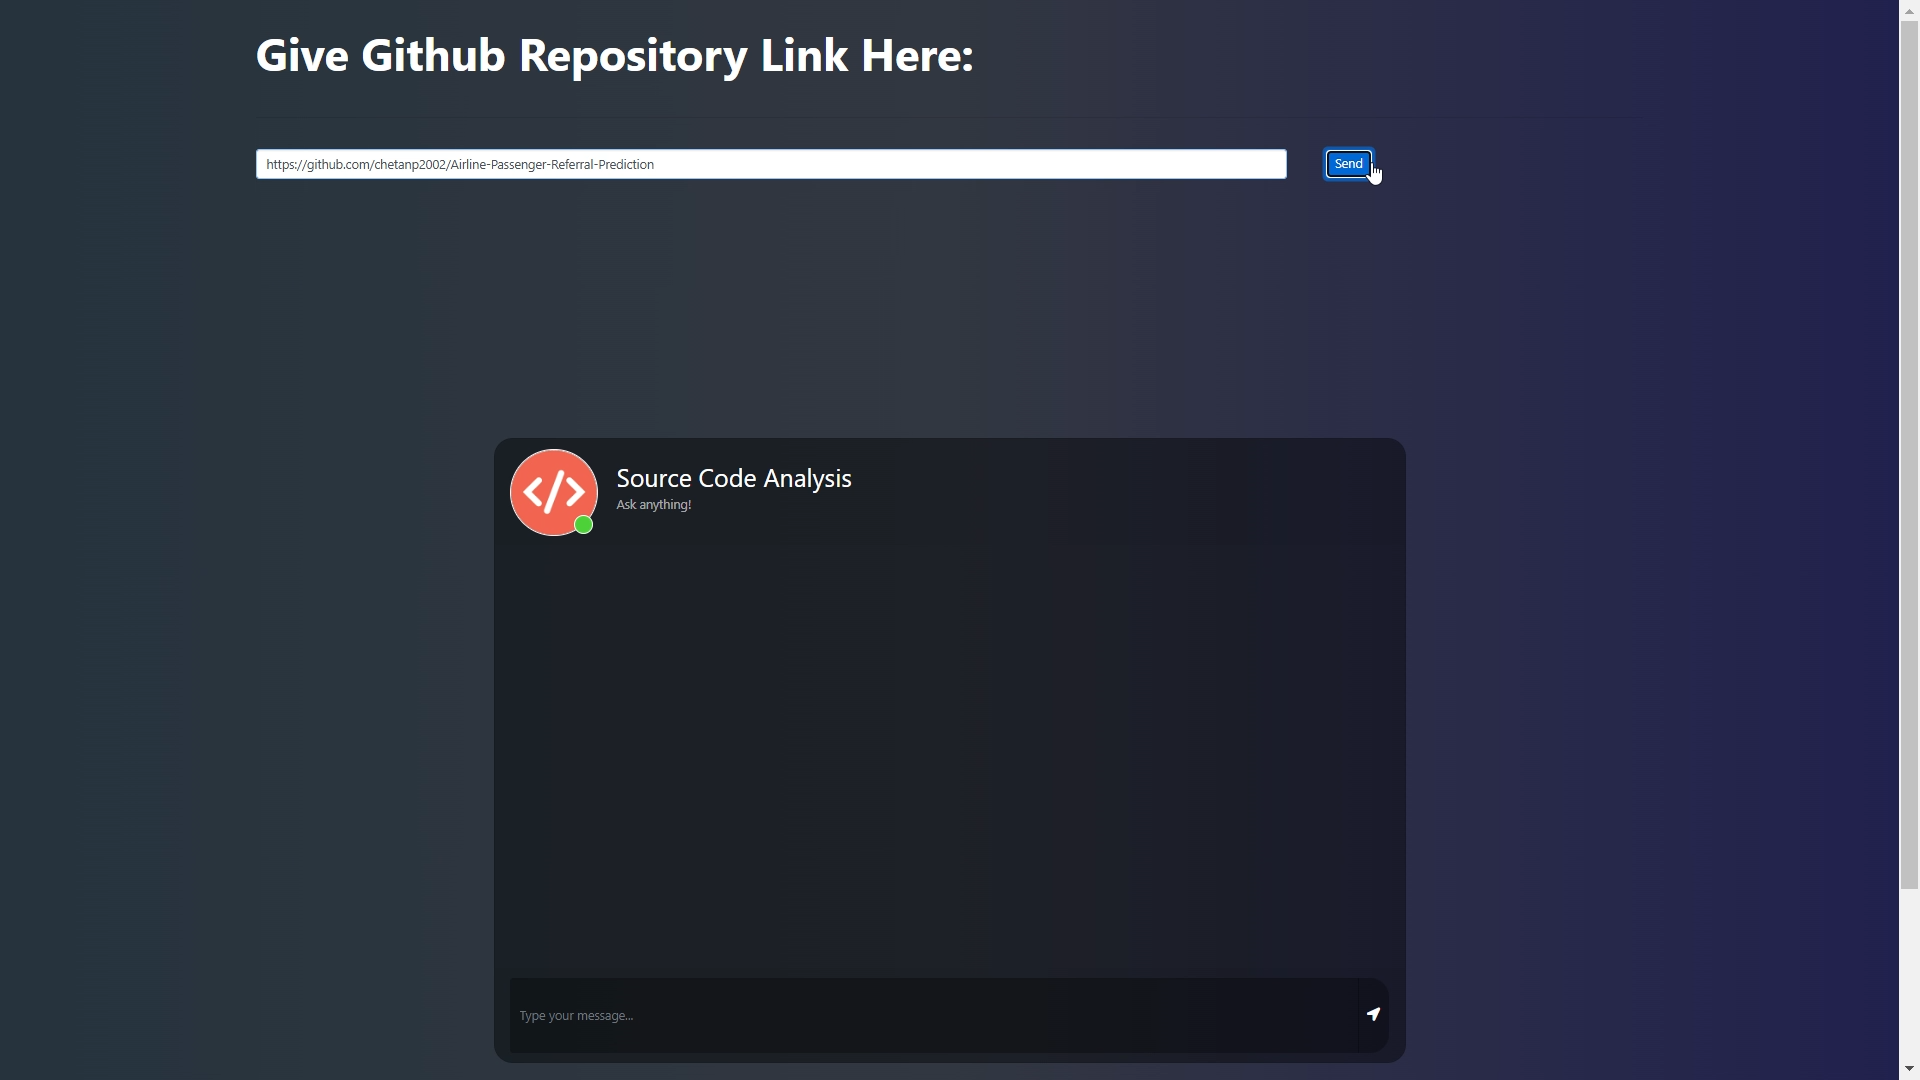 Give Github Repository Link Here:
https://github.com/chetanp2002/Airline-Passenger-Referral-Prediction
Send
</>
Source Code Analysis
Ask anything!
Type your message...